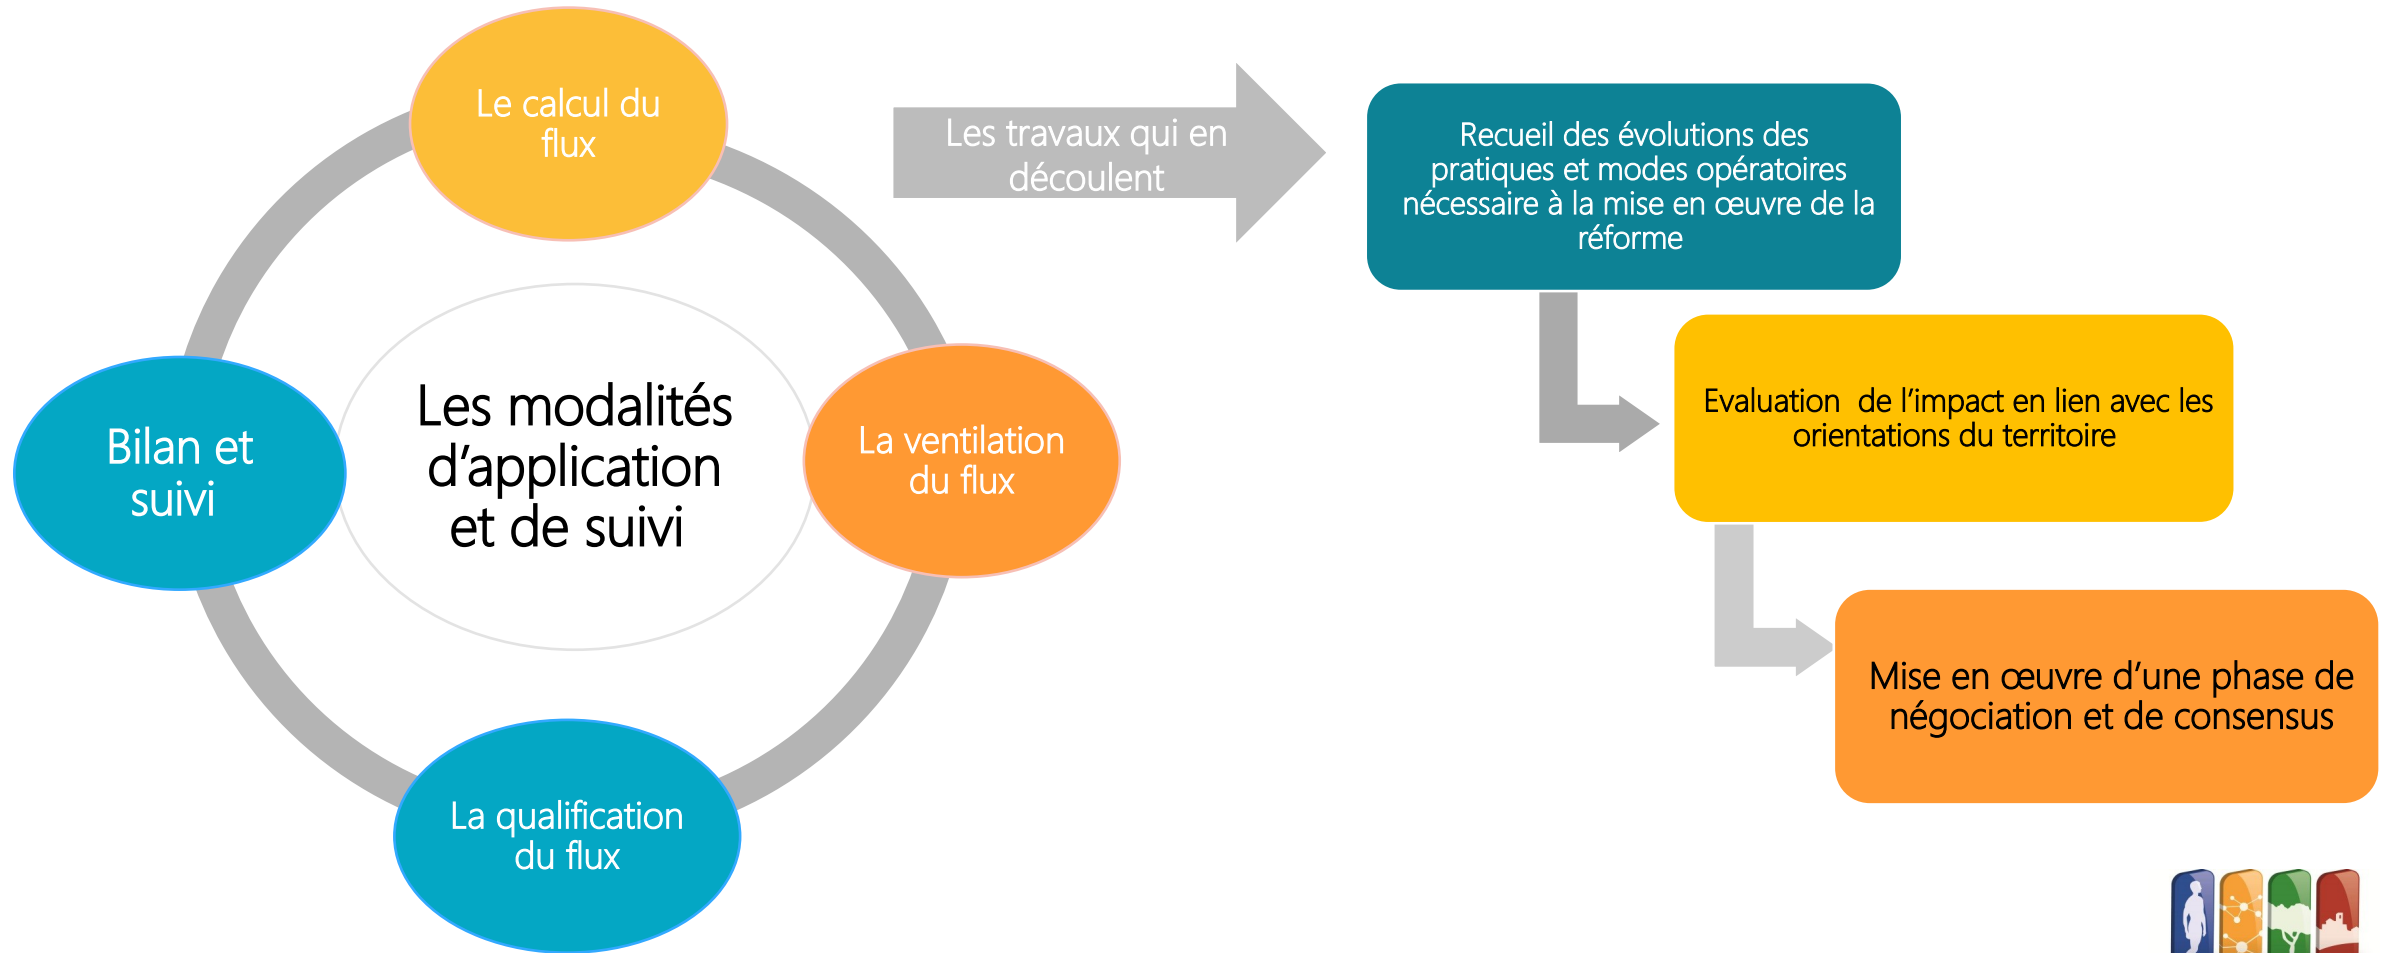 Le calcul du
flux
Les modalités
d’application
et de suivi
La ventilation
du flux
La qualification
du flux
Bilan et
suivi
Les travaux qui en
découlent
Recueil des évolutions des
pratiques et modes opératoires
nécessaire à la mise en œuvre de la
réforme
Evaluation  de l’impact en lien avec les
orientations du territoire
Mise en œuvre d’une phase de
négociation et de consensus